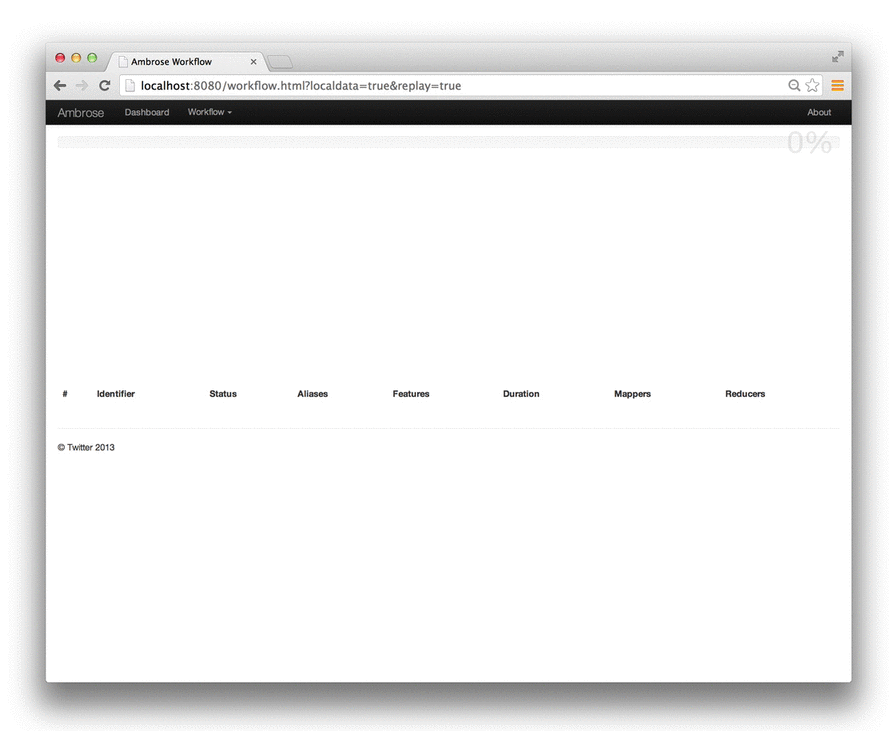 Ambrose Workflow
localhost:8080/workflow.html?localdata=true&replay=true
Ambrose Dashboard Workflow About
0%
# Identifier Status Aliases Features Duration Mappers Reducers
© Twitter 2013